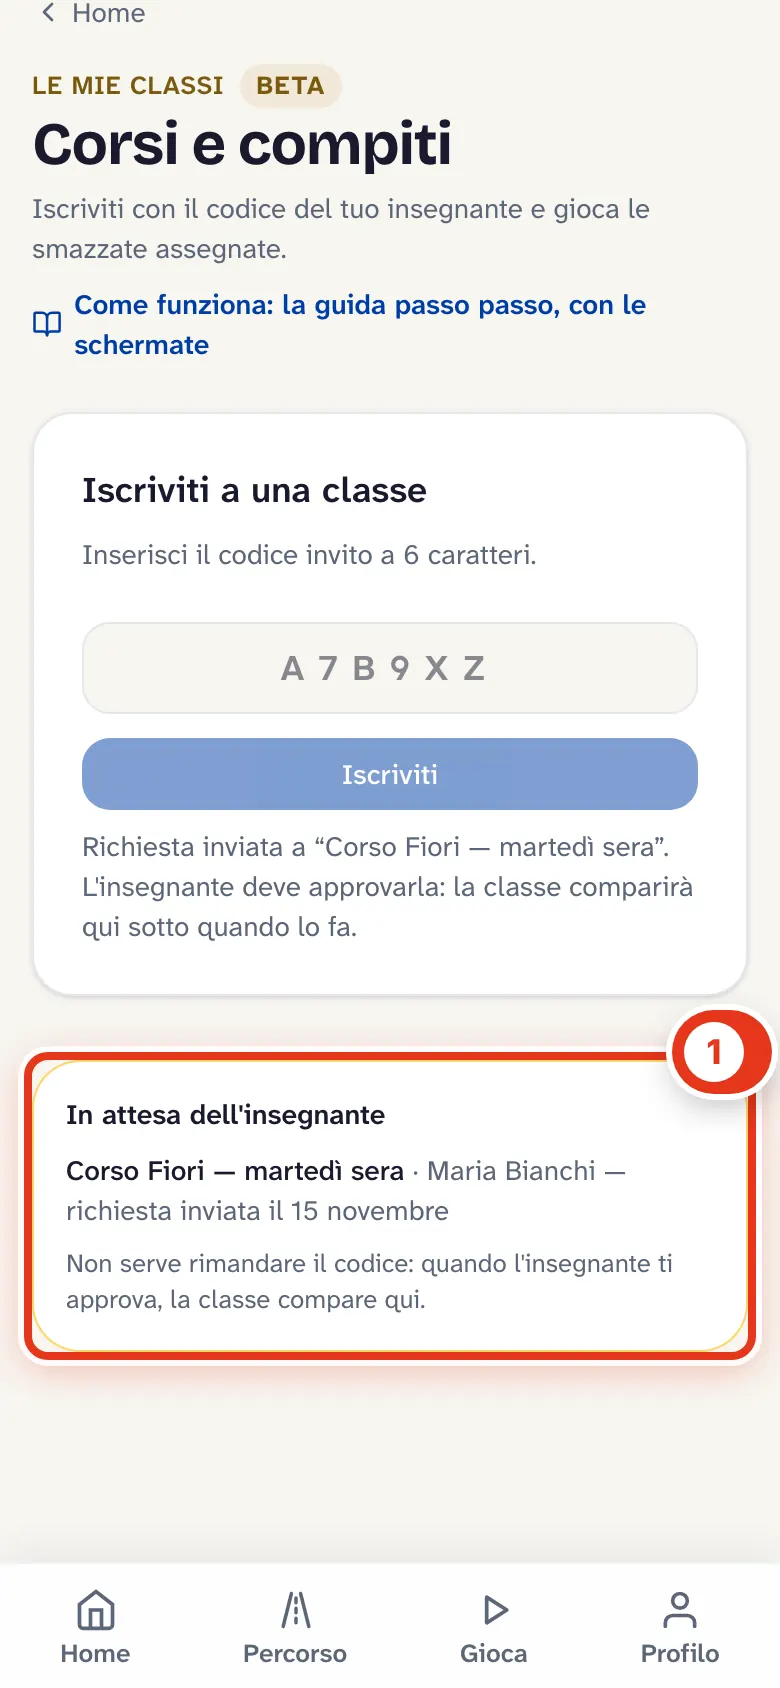 Home
LE MIE CLASSI BETA
Corsi e compiti
Iscriviti con il codice del tuo insegnante e gioca le
smazzate assegnate.
Come funziona: la guida passo passo, con le
schermate
Iscriviti a una classe
Inserisci il codice invito a 6 caratteri.
A7B9XZ
Iscriviti
Richiesta inviata a “Corso Fiori — martedì sera”.
L'insegnante deve approvarla: la classe comparirà
qui sotto quando lo fa.
1
In attesa dell'insegnante
Corso Fiori — martedì sera · Maria Bianchi —
richiesta inviata il 15 novembre
Non serve rimandare il codice: quando l'insegnante ti
approva, la classe compare qui.
Home Percorso Gioca Profilo